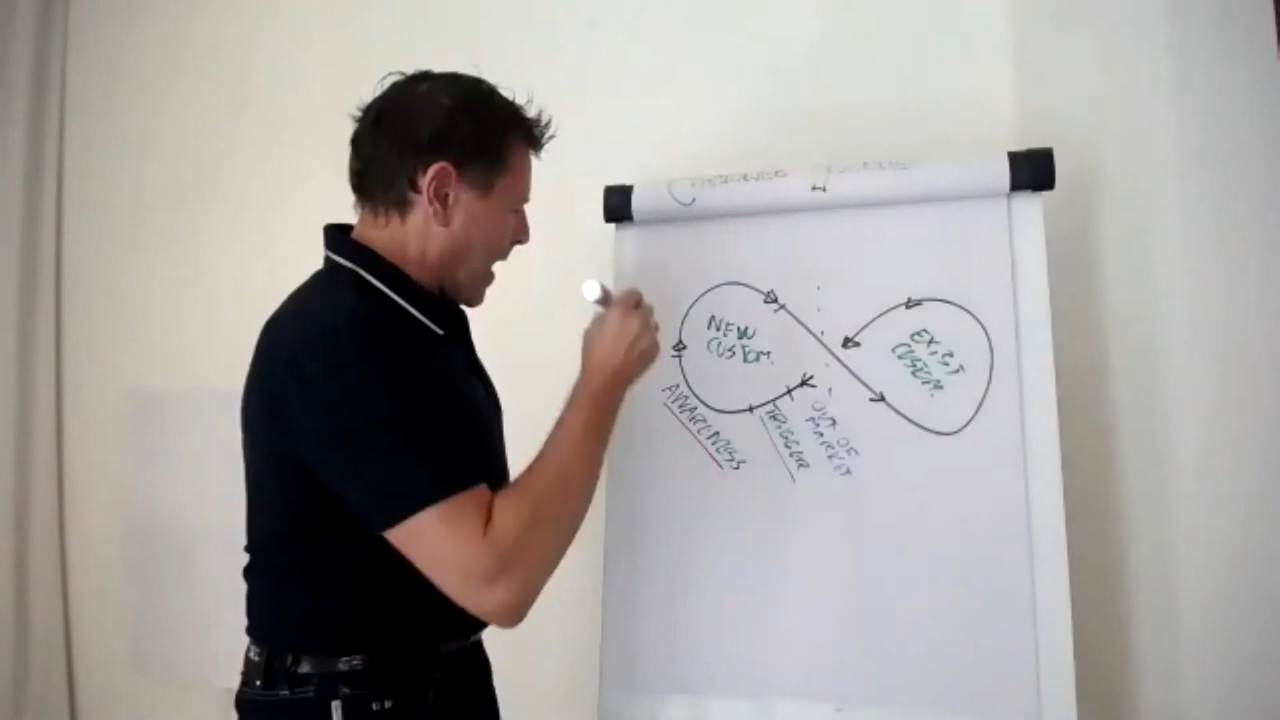 NEW
CUSTOM.
EXIST
CUSTOM.
AWARENESS
TRIGGER
OUT OF
MARKET